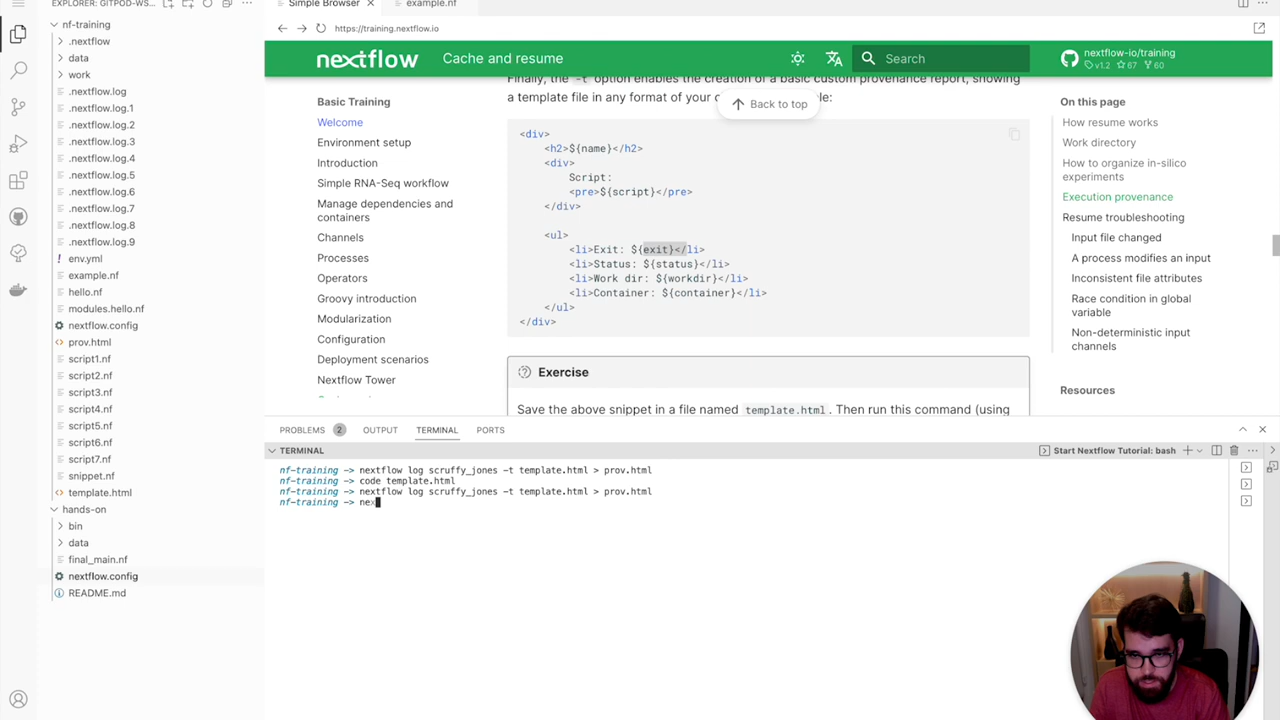 EXPLORER: GITPOD-WS...
nf-training
.nextflow
data
work
.nextflow.log
.nextflow.log.1
.nextflow.log.2
.nextflow.log.3
.nextflow.log.4
.nextflow.log.5
.nextflow.log.6
.nextflow.log.7
.nextflow.log.8
.nextflow.log.9
env.yml
example.nf
hello.nf
modules.hello.nf
nextflow.config
prov.html
script1.nf
script2.nf
script3.nf
script4.nf
script5.nf
script6.nf
script7.nf
snippet.nf
template.html
hands-on
bin
data
final_main.nf
nextflow.config
README.md
Simple Browser
example.nf
https://training.nextflow.io
nextflow
Cache and resume
Search
nextflow-io/training
v1.2 67 60
Basic Training
Welcome
Environment setup
Introduction
Simple RNA-Seq workflow
Manage dependencies and
containers
Channels
Processes
Operators
Groovy introduction
Modularization
Configuration
Deployment scenarios
Nextflow Tower
Finally, the -t option enables the creation of a basic custom provenance report, showing
a template file in any format of your
Back to top
<div>
<h2>${name}</h2>
<div>
Script:
<pre>${script}</pre>
</div>
<ul>
<li>Exit: ${exit}</li>
<li>Status: ${status}</li>
<li>Work dir: ${workdir}</li>
<li>Container: ${container}</li>
</ul>
</div>
Exercise
Save the above snippet in a file named template.html. Then run this command (using
On this page
How resume works
Work directory
How to organize in-silico
experiments
Execution provenance
Resume troubleshooting
Input file changed
A process modifies an input
Inconsistent file attributes
Race condition in global
variable
Non-deterministic input
channels
Resources
PROBLEMS 2 OUTPUT TERMINAL PORTS
TERMINAL
Start Nextflow Tutorial: bash
nf-training -> nextflow log scruffy_jones -t template.html > prov.html
nf-training -> code template.html
nf-training -> nextflow log scruffy_jones -t template.html > prov.html
nf-training -> nex